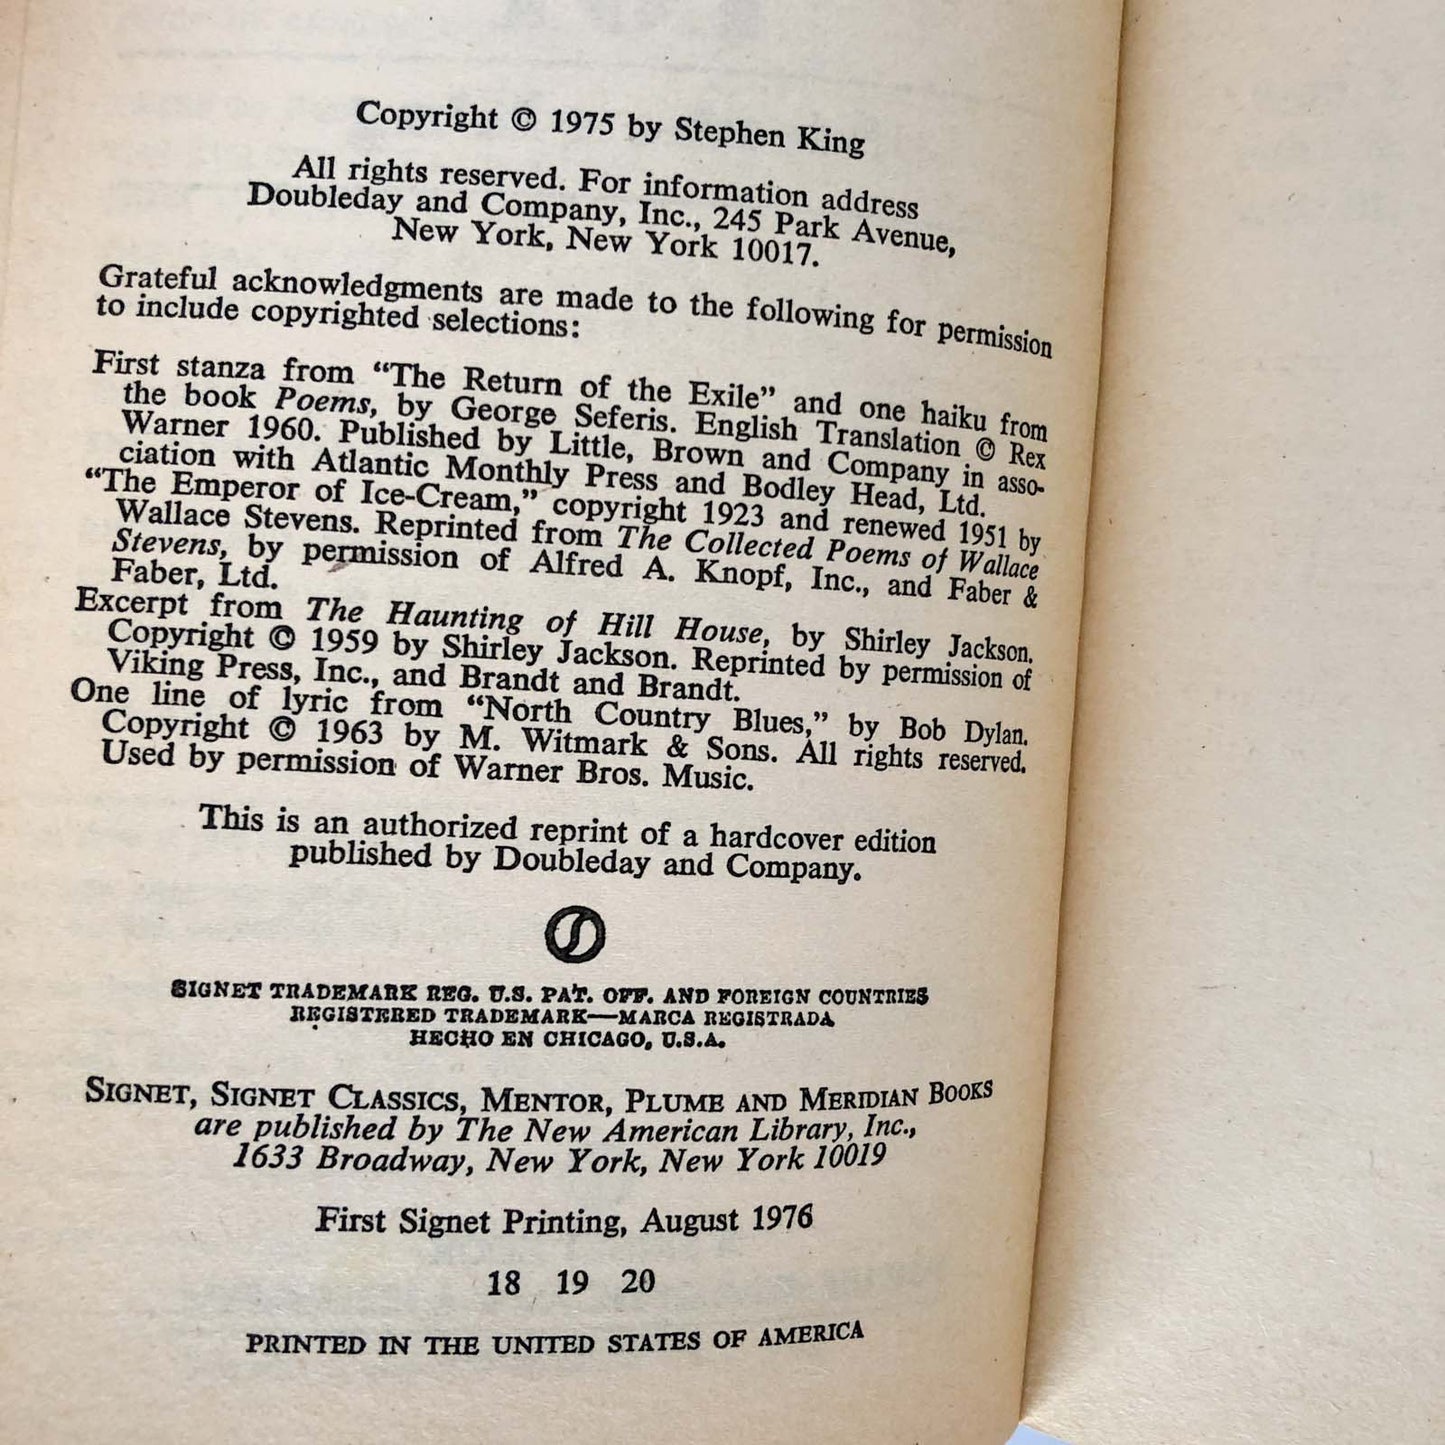 Copyright © 1975 by Stephen King
All rights reserved. For information address
Doubleday and Company, Inc., 245 Park Avenue,
New York, New York 10017.
Grateful acknowledgments are made to the following for permission
to include copyrighted selections:
First stanza from “The Return of the Exile” and one haiku from
the book Poems, by George Seferis. English Translation © Rex
Warner 1960. Published by Little, Brown and Company in asso-
ciation with Atlantic Monthly Press and Bodley Head, Ltd.
“The Emperor of Ice-Cream,” copyright 1923 and renewed 1951 by
Wallace Stevens. Reprinted from The Collected Poems of Wallace
Stevens, by permission of Alfred A. Knopf, Inc., and Faber &
Faber, Ltd.
Excerpt from The Haunting of Hill House, by Shirley Jackson.
Copyright © 1959 by Shirley Jackson. Reprinted by permission of
Viking Press, Inc., and Brandt and Brandt.
One line of lyric from “North Country Blues,” by Bob Dylan.
Copyright © 1963 by M. Witmark & Sons. All rights reserved.
Used by permission of Warner Bros. Music.
This is an authorized reprint of a hardcover edition
published by Doubleday and Company.
SIGNET TRADEMARK REG. U.S. PAT. OFF. AND FOREIGN COUNTRIES
REGISTERED TRADEMARK—MARCA REGISTRADA
HECHO EN CHICAGO, U.S.A.
SIGNET, SIGNET CLASSICS, MENTOR, PLUME AND MERIDIAN BOOKS
are published by The New American Library, Inc.,
1633 Broadway, New York, New York 10019
First Signet Printing, August 1976
18 19 20
PRINTED IN THE UNITED STATES OF AMERICA